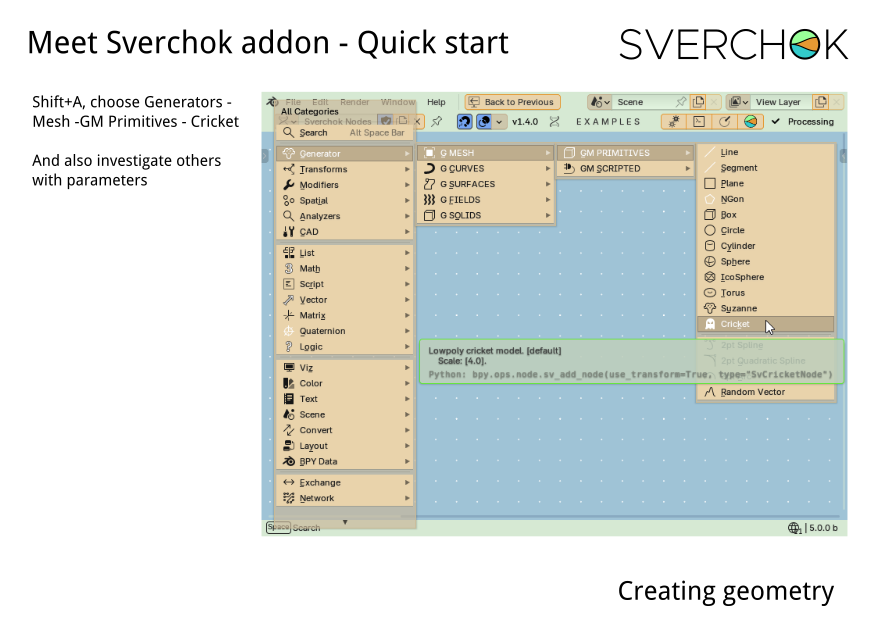 Meet Sverchok addon - Quick start
SVERCHOK
Shift+A, choose Generators -
Mesh -GM Primitives - Cricket
And also investigate others
with parameters
File Edit Render Window Help Back to Previous Scene View Layer
All Categories
Sverchok Nodes v1.4.0 EXAMPLES Processing
Search Alt Space Bar
Generator
Transforms
Modifiers
Spatial
Analyzers
CAD
List
Math
Script
Vector
Matrix
Quaternion
Logic
Viz
Color
Text
Scene
Convert
Layout
BPY Data
Exchange
Network
G MESH
G CURVES
G SURFACES
G FIELDS
G SOLIDS
GM PRIMITIVES
GM SCRIPTED
Line
Segment
Plane
NGon
Box
Circle
Cylinder
Sphere
IcoSphere
Torus
Suzanne
Cricket
2pt Spline
2pt Quadratic Spline
Random Vector
Lowpoly cricket model. [default]
Scale: [4.0].
Python: bpy.ops.node.sv_add_node(use_transform=True, type="SvCricketNode")
Space Search
5.0.0 b
Creating geometry